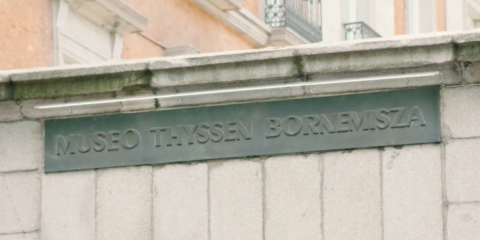 MUSEO THYSSEN BORNEMISZA